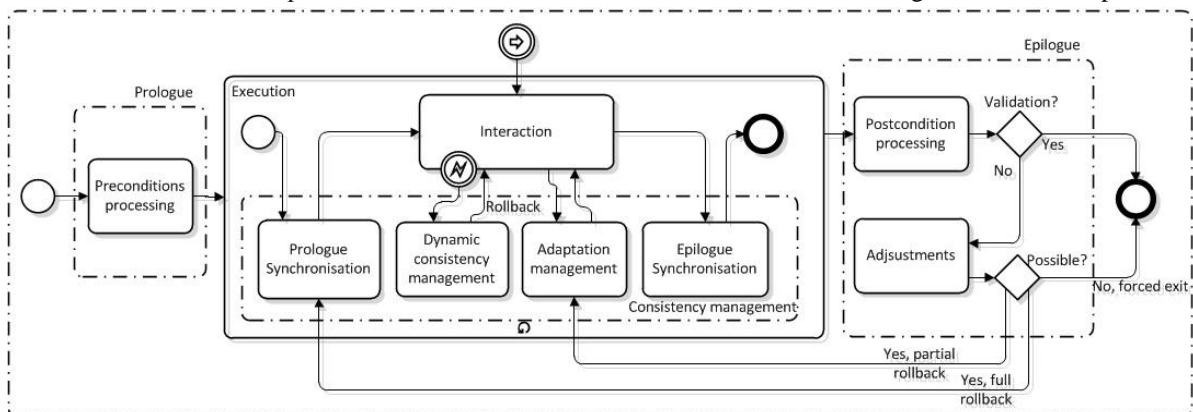 Epilogue
Prologue
Execution
Validation?
Interaction
Postcondition
processing
Yes
No
Preconditions
processing
Rollback
Prologue
Synchronisation
Dynamic
consistency
management
Adaptation
management
Epilogue
Synchronisation
Adjsustments
Possible?
No, forced exit
Consistency management
Yes, partial
rollback
Yes, full
rollback